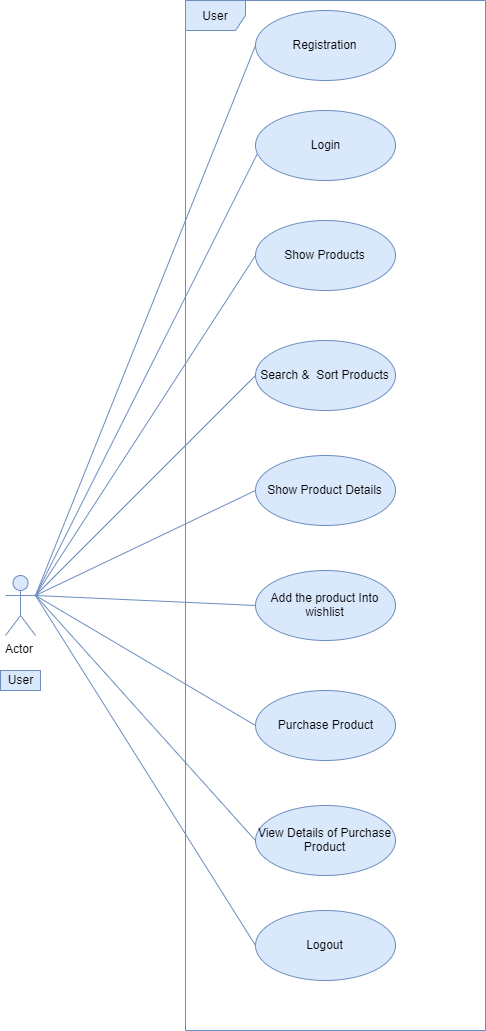 User
Registration
Login
Show Products
Search & Sort Products
Show Product Details
Add the product Into
wishlist
Actor
User
Purchase Product
View Details of Purchase
Product
Logout